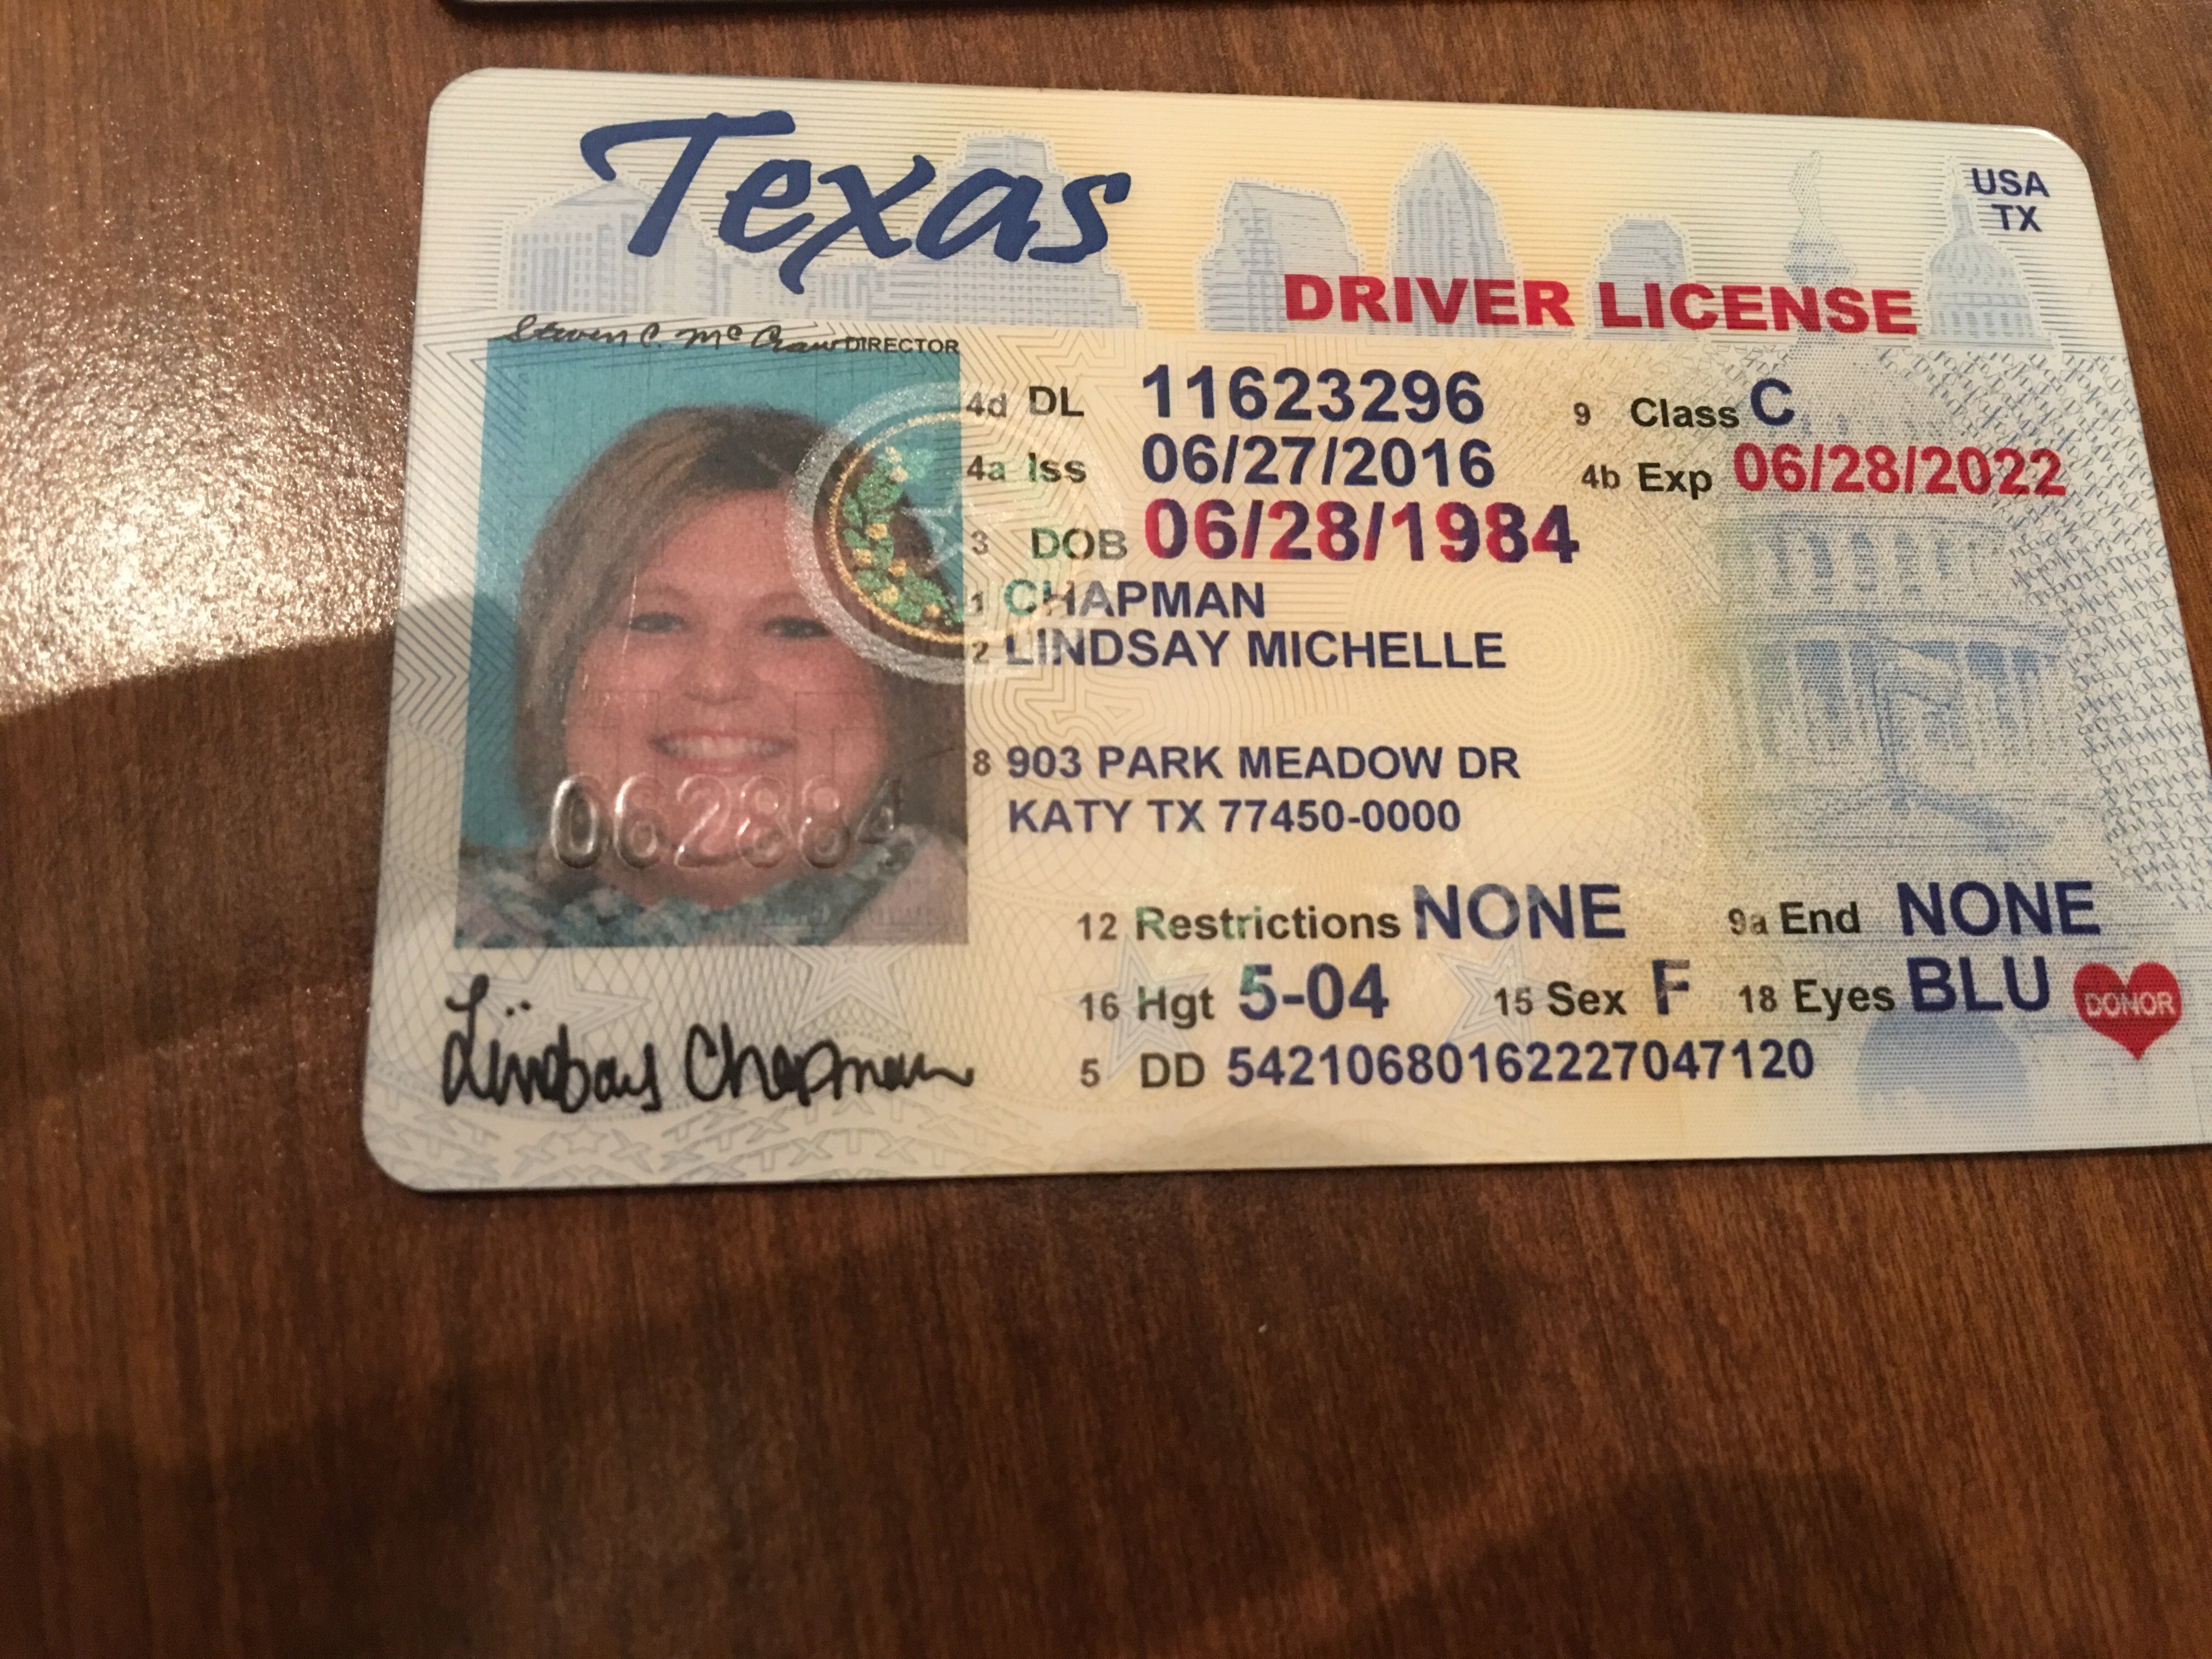 Texas
USA
TX
DRIVER LICENSE
Steven C. McCraw DIRECTOR
4d DL 11623296 9 Class C
4a Iss 06/27/2016 4b Exp 06/28/2022
3 DOB 06/28/1984
1 CHAPMAN
2 LINDSAY MICHELLE
8 903 PARK MEADOW DR
KATY TX 77450-0000
062884
12 Restrictions NONE 9a End NONE
16 Hgt 5-04 15 Sex F 18 Eyes BLU DONOR
5 DD 54210680162227047120
Lindsay Chapman